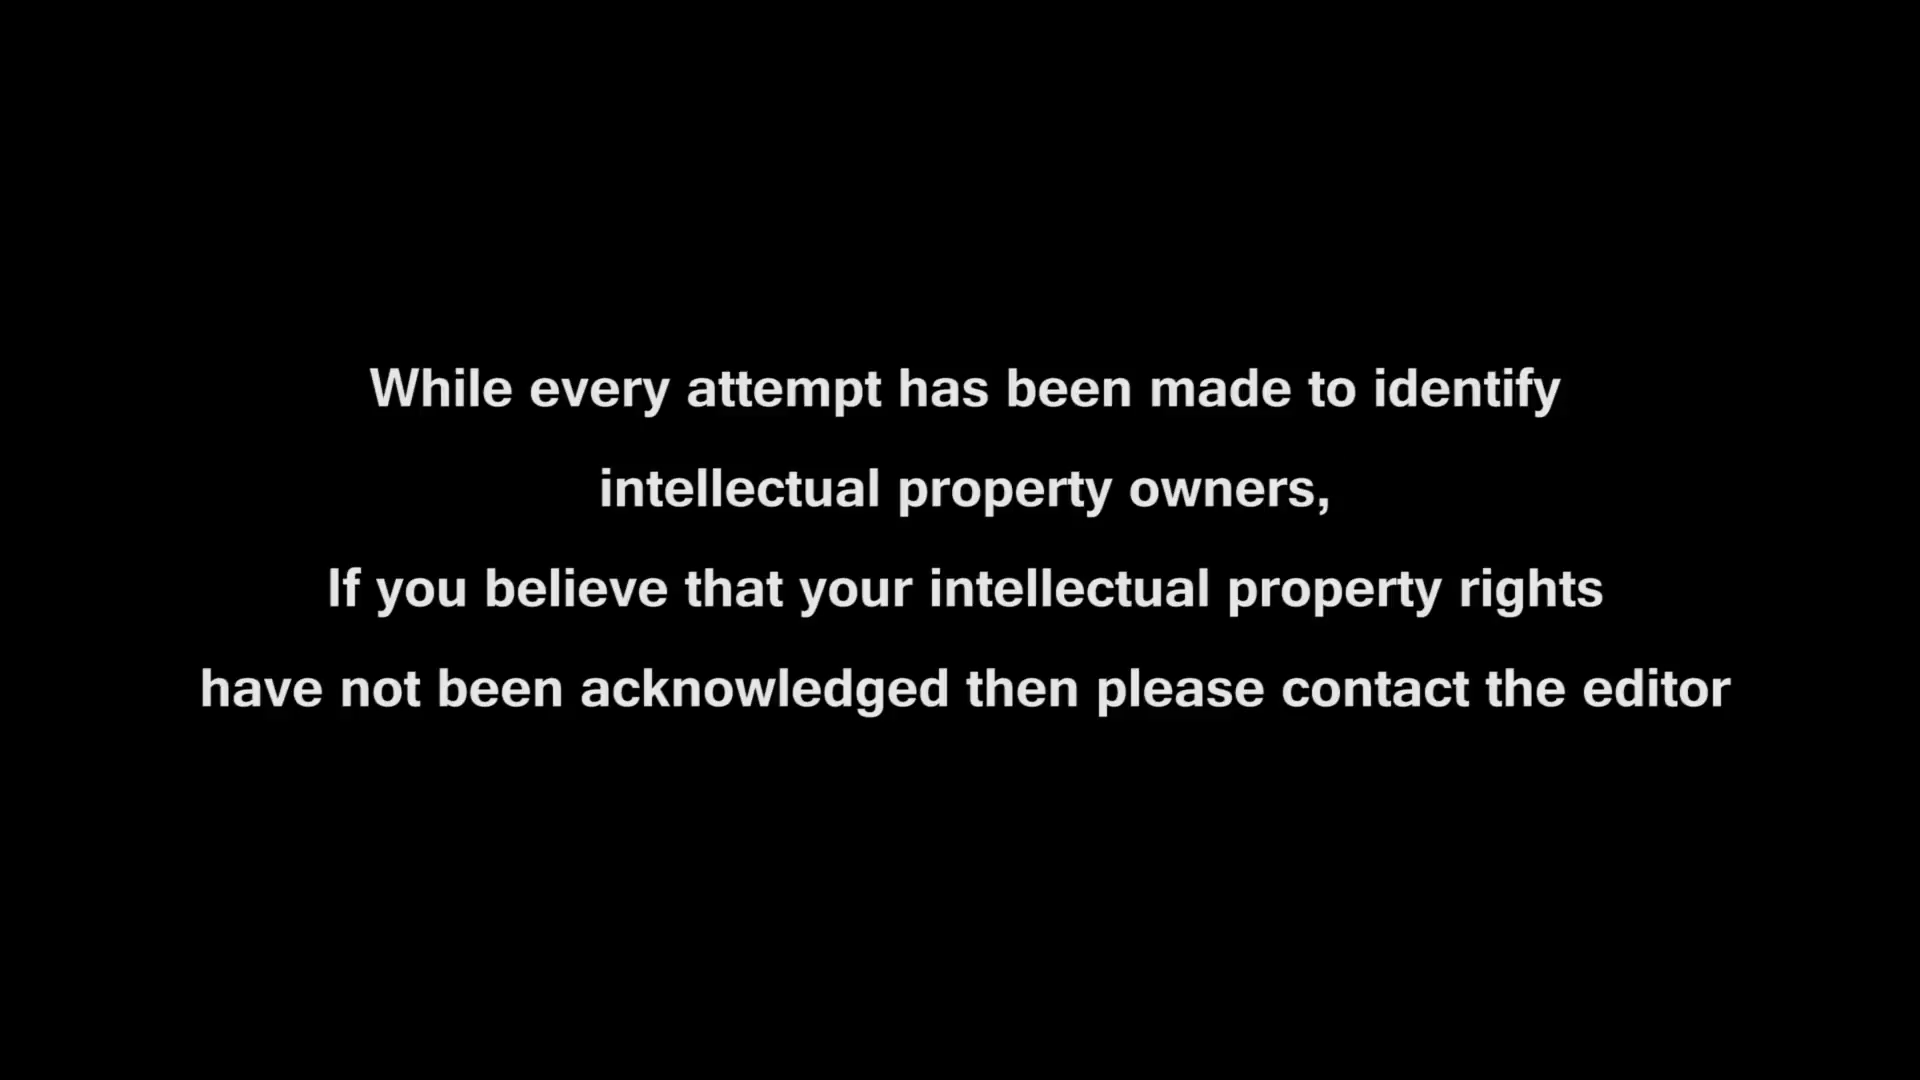 While every attempt has been made to identify
intellectual property owners,
If you believe that your intellectual property rights
have not been acknowledged then please contact the editor